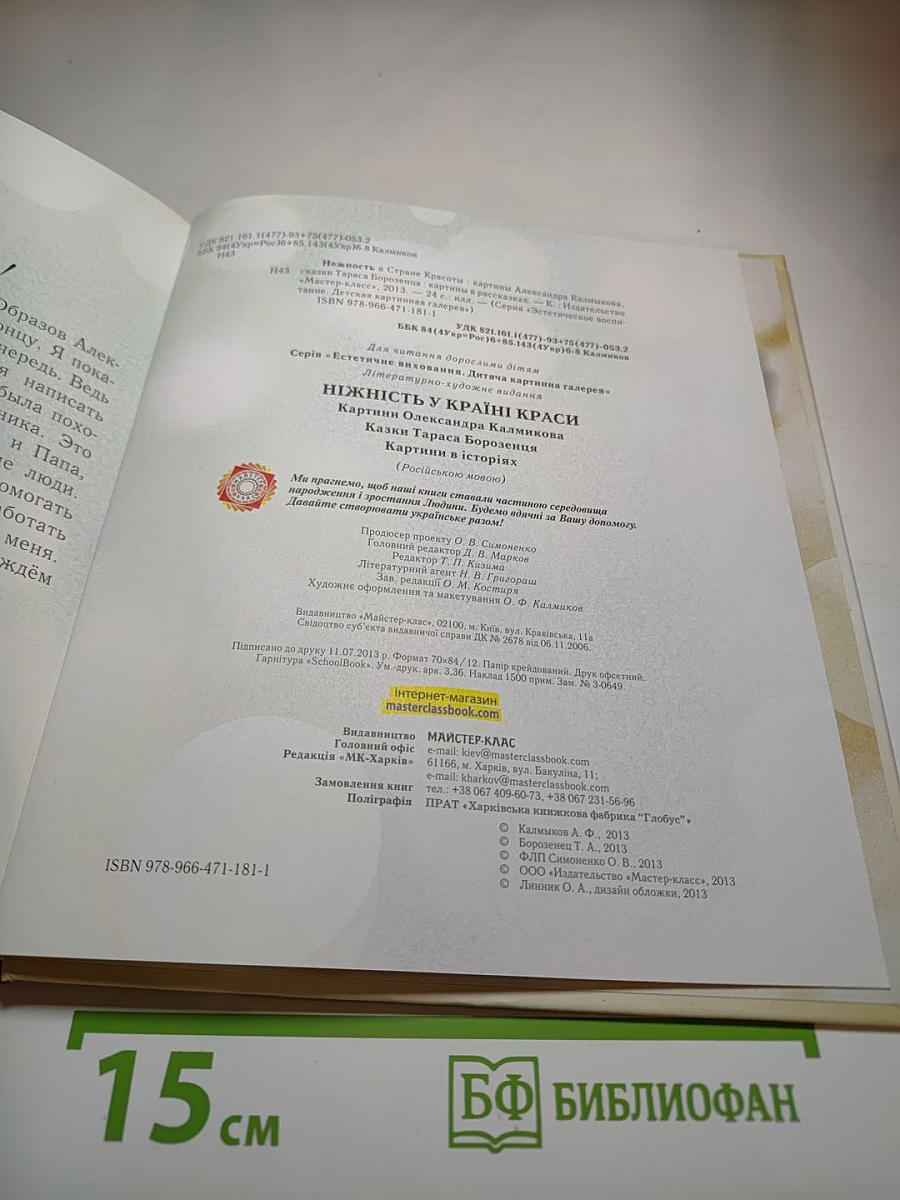 Образов Алек-
онцу. Я пока-
чередь. Ведь
я написать
была похо-
ника. Это
и Папа,
е люди.
омогать
аботать
меня.
ждём
УДК 821.161.1(477)-93+75(477)-053.2
ББК 84(4Укр=Рос)6+85.143(4Укр)6-8 Калмиков
Н43
Нежность в Стране Красоты : картины Александра Калмыкова,
Н43 сказки Тараса Борозенца : картины в рассказках. — К. : Издательство
«Мастер-класс», 2013. — 24 с.: илл. — (Серия «Эстетическое воспи-
тание. Детская картинная галерея»).
ISBN 978-966-471-181-1
УДК 821.161.1(477)-93+75(477)-053.2
ББК 84(4Укр=Рос)6+85.143(4Укр)6-8 Калмиков
Для читання дорослими дітям
Серія «Естетичне виховання. Дитяча картинна галерея»
Літературно-художнє видання
НІЖНІСТЬ У КРАЇНІ КРАСИ
Картини Олександра Калмикова
Казки Тараса Борозенця
Картини в історіях
(Російською мовою)
Ми прагнемо, щоб наші книги ставали частиною середовища
народження і зростання Людини. Будемо вдячні за Вашу допомогу.
Давайте створювати українське разом!
Продюсер проекту О. В. Симоненко
Головний редактор Д. В. Марков
Редактор Т. П. Кизима
Літературний агент Н. В. Григораш
Зав. редакції О. М. Костиря
Художнє оформлення та макетування О. Ф. Калмиков
Видавництво «Майстер-клас», 02100, м. Київ, вул. Краківська, 11а
Свідоцтво суб'єкта видавничої справи ДК № 2678 від 06.11.2006.
Підписано до друку 11.07.2013 р. Формат 70×84/12. Папір крейдований. Друк офсетний.
Гарнітура «SchoolBook». Ум.-друк. арк. 3,36. Наклад 1500 прим. Зам. № 3-0649.
інтернет-магазин
masterclassbook.com
Видавництво МАЙСТЕР-КЛАС
Головний офіс e-mail: kiev@masterclassbook.com
Редакція «МК-Харків» 61166, м. Харків, вул. Бакуліна, 11;
e-mail: kharkov@masterclassbook.com
Замовлення книг тел.: +38 067 409-60-73, +38 067 231-56-96
Поліграфія ПРАТ «Харківська книжкова фабрика "Глобус"»
© Калмыков А. Ф., 2013
© Борозенец Т. А., 2013
© ФЛП Симоненко О. В., 2013
© ООО «Издательство «Мастер-класс», 2013
© Линник О. А., дизайн обложки, 2013
ISBN 978-966-471-181-1
15 см
БФ БИБЛИОФАН